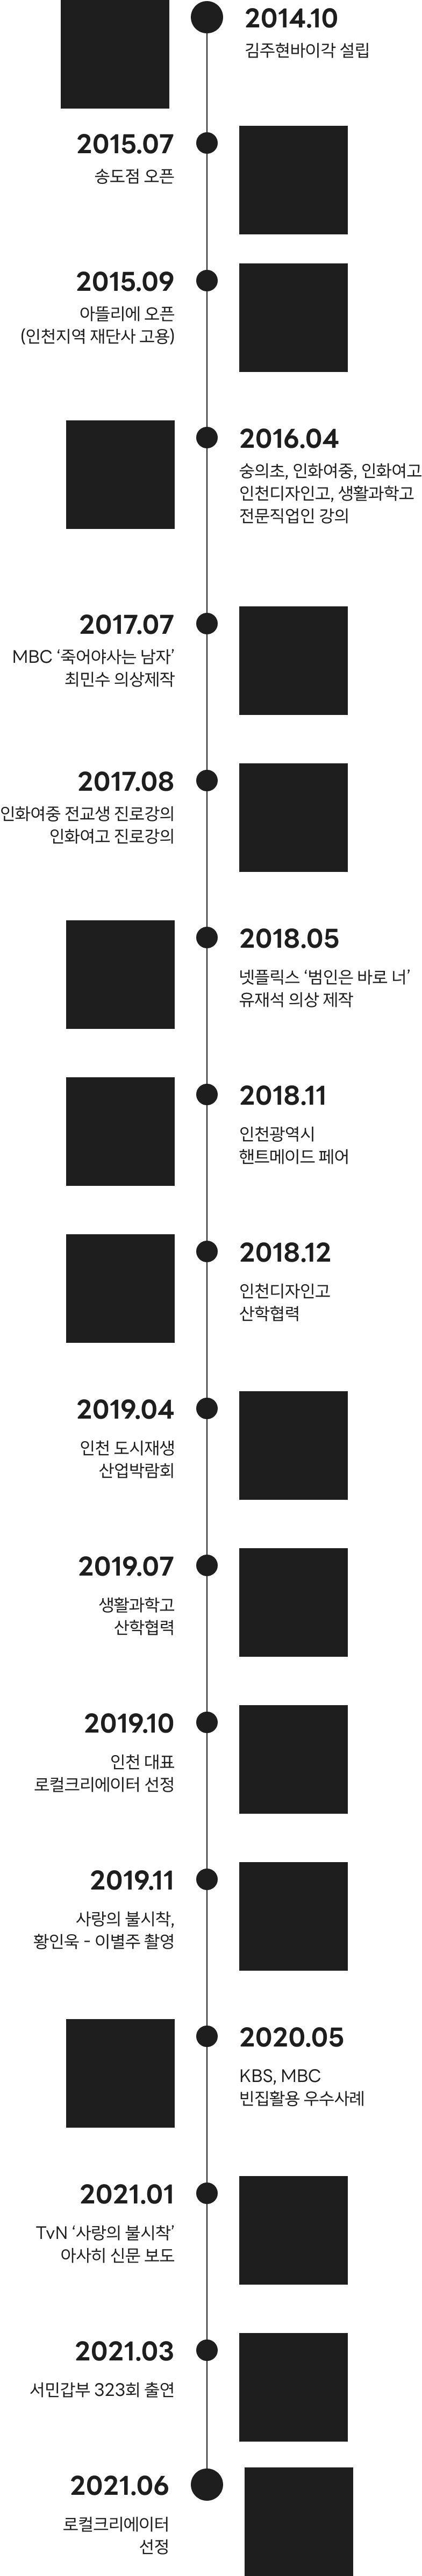 2014.10
김주현바이각 설립
2015.07
송도점 오픈
2015.09
아뜰리에 오픈
(인천지역 재단사 고용)
2016.04
숭의초, 인화여중, 인화여고
인천디자인고, 생활과학고
전문직업인 강의
2017.07
MBC ‘죽어야사는 남자’
최민수 의상제작
2017.08
인화여중 전교생 진로강의
인화여고 진로강의
2018.05
넷플릭스 ‘범인은 바로 너’
유재석 의상 제작
2018.11
인천광역시
핸트메이드 페어
2018.12
인천디자인고
산학협력
2019.04
인천 도시재생
산업박람회
2019.07
생활과학고
산학협력
2019.10
인천 대표
로컬크리에이터 선정
2019.11
사랑의 불시착,
황인욱 - 이별주 촬영
2020.05
KBS, MBC
빈집활용 우수사례
2021.01
TvN ‘사랑의 불시착’
아사히 신문 보도
2021.03
서민갑부 323회 출연
2021.06
로컬크리에이터
선정